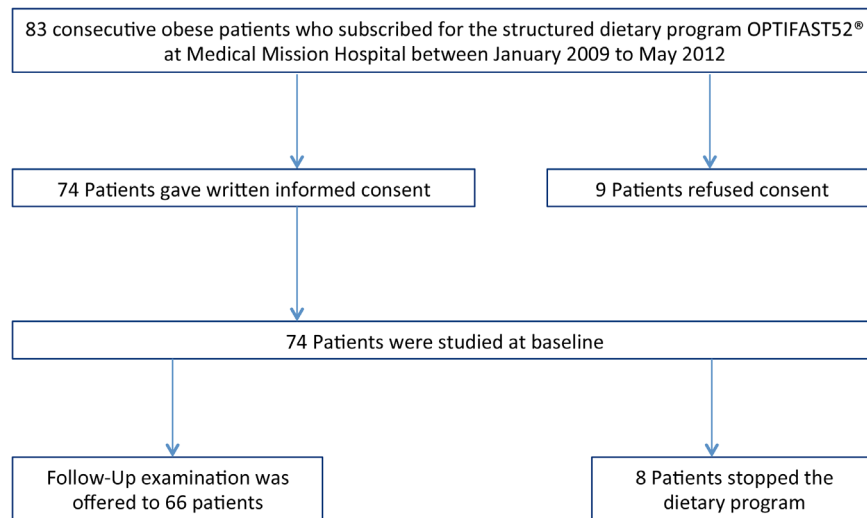 83 consecutive obese patients who subscribed for the structured dietary program OPTIFAST52®
at Medical Mission Hospital between January 2009 to May 2012
74 Patients gave written informed consent
9 Patients refused consent
74 Patients were studied at baseline
Follow-Up examination was
offered to 66 patients
8 Patients stopped the
dietary program